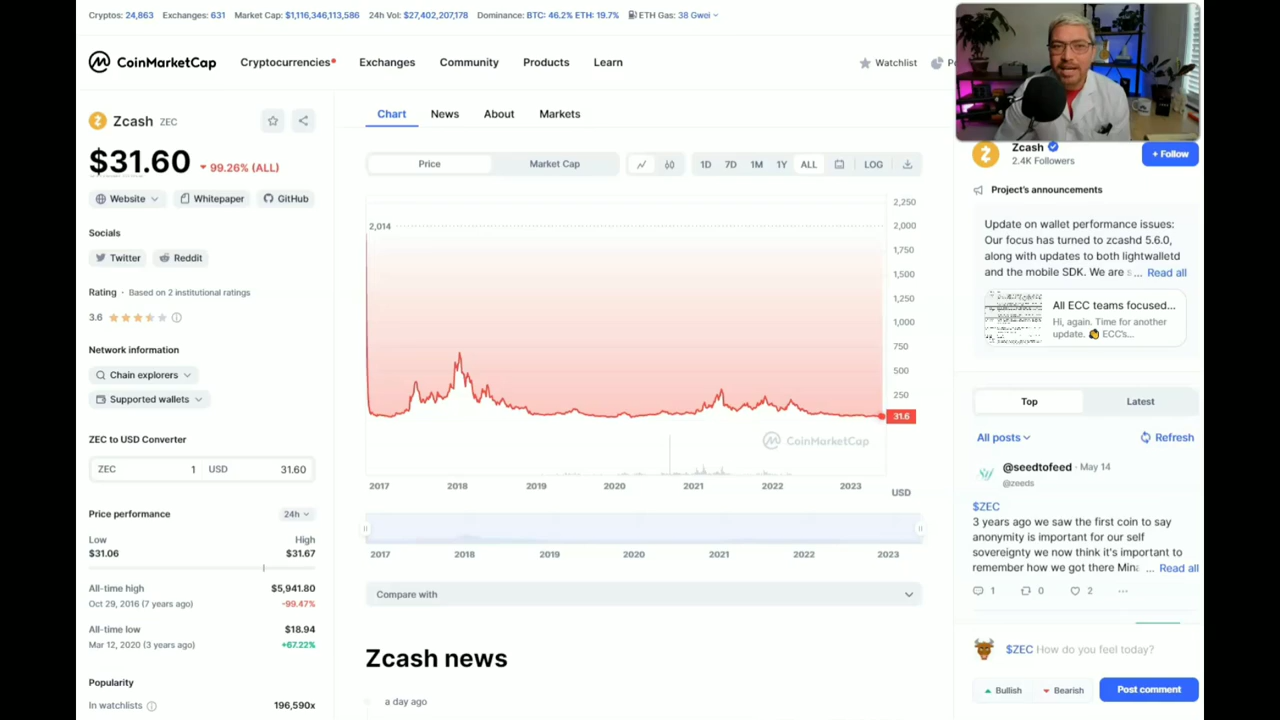 Cryptos: 24,863 Exchanges: 631 Market Cap: $1,116,346,113,586 24h Vol: $27,402,207,178 Dominance: BTC: 46.2% ETH: 19.7% ETH Gas: 38 Gwei
CoinMarketCap Cryptocurrencies Exchanges Community Products Learn Watchlist
Zcash ZEC
$31.60 99.26% (ALL)
Website Whitepaper GitHub
Socials
Twitter Reddit
Rating · Based on 2 institutional ratings
3.6
Network information
Chain explorers
Supported wallets
ZEC to USD Converter
ZEC 1 USD 31.60
Price performance 24h
Low High
$31.06 $31.67
All-time high $5,941.80
Oct 29, 2016 (7 years ago) -99.47%
All-time low $18.94
Mar 12, 2020 (3 years ago) +67.22%
Popularity
In watchlists 196,590x
Chart News About Markets
Price Market Cap 1D 7D 1M 1Y ALL LOG
2,250
2,014 2,000
1,750
1,500
1,250
1,000
750
500
250
31.6
CoinMarketCap
2017 2018 2019 2020 2021 2022 2023 USD
2017 2018 2019 2020 2021 2022 2023
Compare with
Zcash news
a day ago
Zcash
2.4K Followers
+ Follow
Project's announcements
Update on wallet performance issues:
Our focus has turned to zcashd 5.6.0,
along with updates to both lightwalletd
and the mobile SDK. We are s... Read all
All ECC teams focused...
Hi, again. Time for another
update. ECC's...
Top Latest
All posts Refresh
@seedtofeed · May 14
@zeeds
$ZEC
3 years ago we saw the first coin to say
anonymity is important for our self
sovereignty we now think it's important to
remember how we got there Mina ... Read all
1 0 2 ...
$ZEC How do you feel today?
Bullish Bearish Post comment